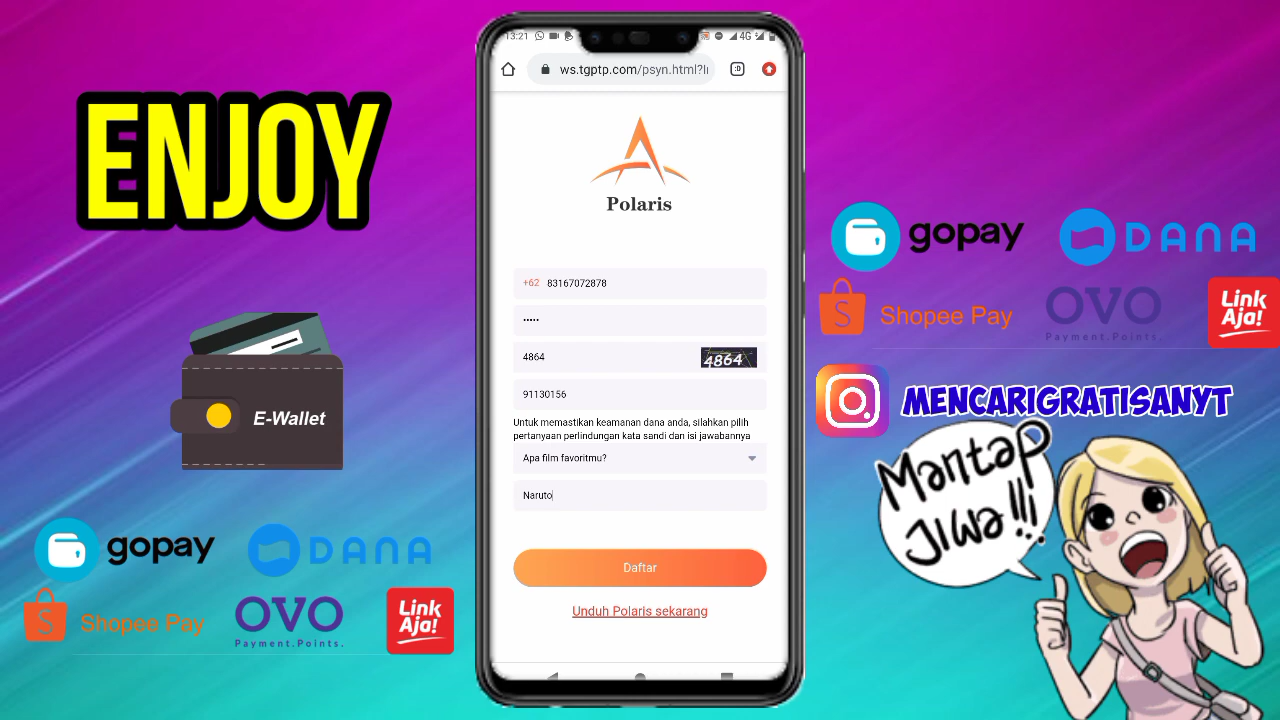 ENJOY
E-Wallet
gopay
DANA
Shopee Pay
OVO
Payment.Points.
Link
Aja!
13:21
4G
ws.tgptp.com/psyn.html?
Polaris
+62 83167072878
•••••
4864
4864
91130156
Untuk memastikan keamanan dana anda, silahkan pilih
pertanyaan perlindungan kata sandi dan isi jawabannya
Apa film favoritmu?
Naruto
Daftar
Unduh Polaris sekarang
gopay
DANA
Shopee Pay
OVO
Payment.Points.
Link
Aja!
MENCARIGRATISANYT
Mantap
JIWa!!!